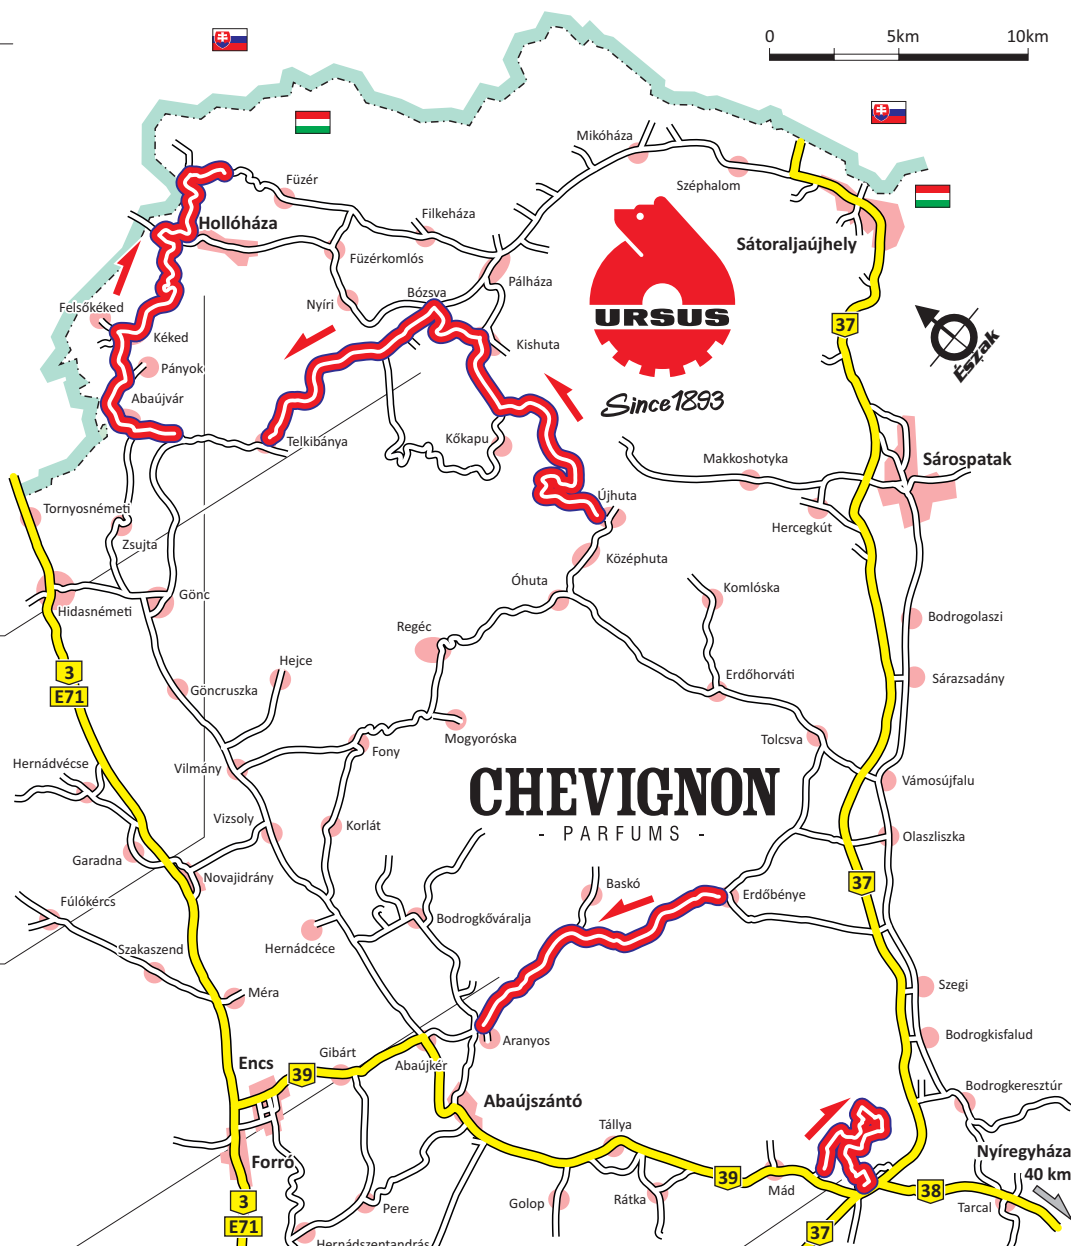 0 5km 10km
Mikóháza
Széphalom
Füzér
Hollóháza
Filkeháza
Sátoraljaújhely
Füzérkomlós
Pálháza
Felsőkéked
Nyíri
Bózsva
URSUS
37
Kéked
Kishuta
Észak
Pányok
Since 1893
Abaújvár
Telkibánya
Kőkapu
Makkoshotyka
Sárospatak
Újhuta
Tornyosnémeti
Hercegkút
Zsujta
Középhuta
Óhuta
Komlóska
Gönc
Hidasnémeti
Bodrogolaszi
Regéc
3
E71
Hejce
Göncruszka
Erdőhorváti
Sárazsadány
Mogyoróska
Tolcsva
Fony
Hernádvécse
Vilmány
CHEVIGNON
- PARFUMS -
Vámosújfalu
Vizsoly
Korlát
Olaszliszka
Garadna
Novajidrány
37
Baskó
Erdőbénye
Fúlókércs
Bodrogkőváralja
Szakaszend
Hernádcéce
Méra
Szegi
Aranyos
Bodrogkisfalud
Gibárt
Encs
39
Abaújkér
Bodrogkeresztúr
Abaújszántó
Tállya
Forró
Nyíregyháza
40 km
39
Mád
38
3
E71
Pere
Golop
Rátka
Tarcal
37
Hernádszentandrás